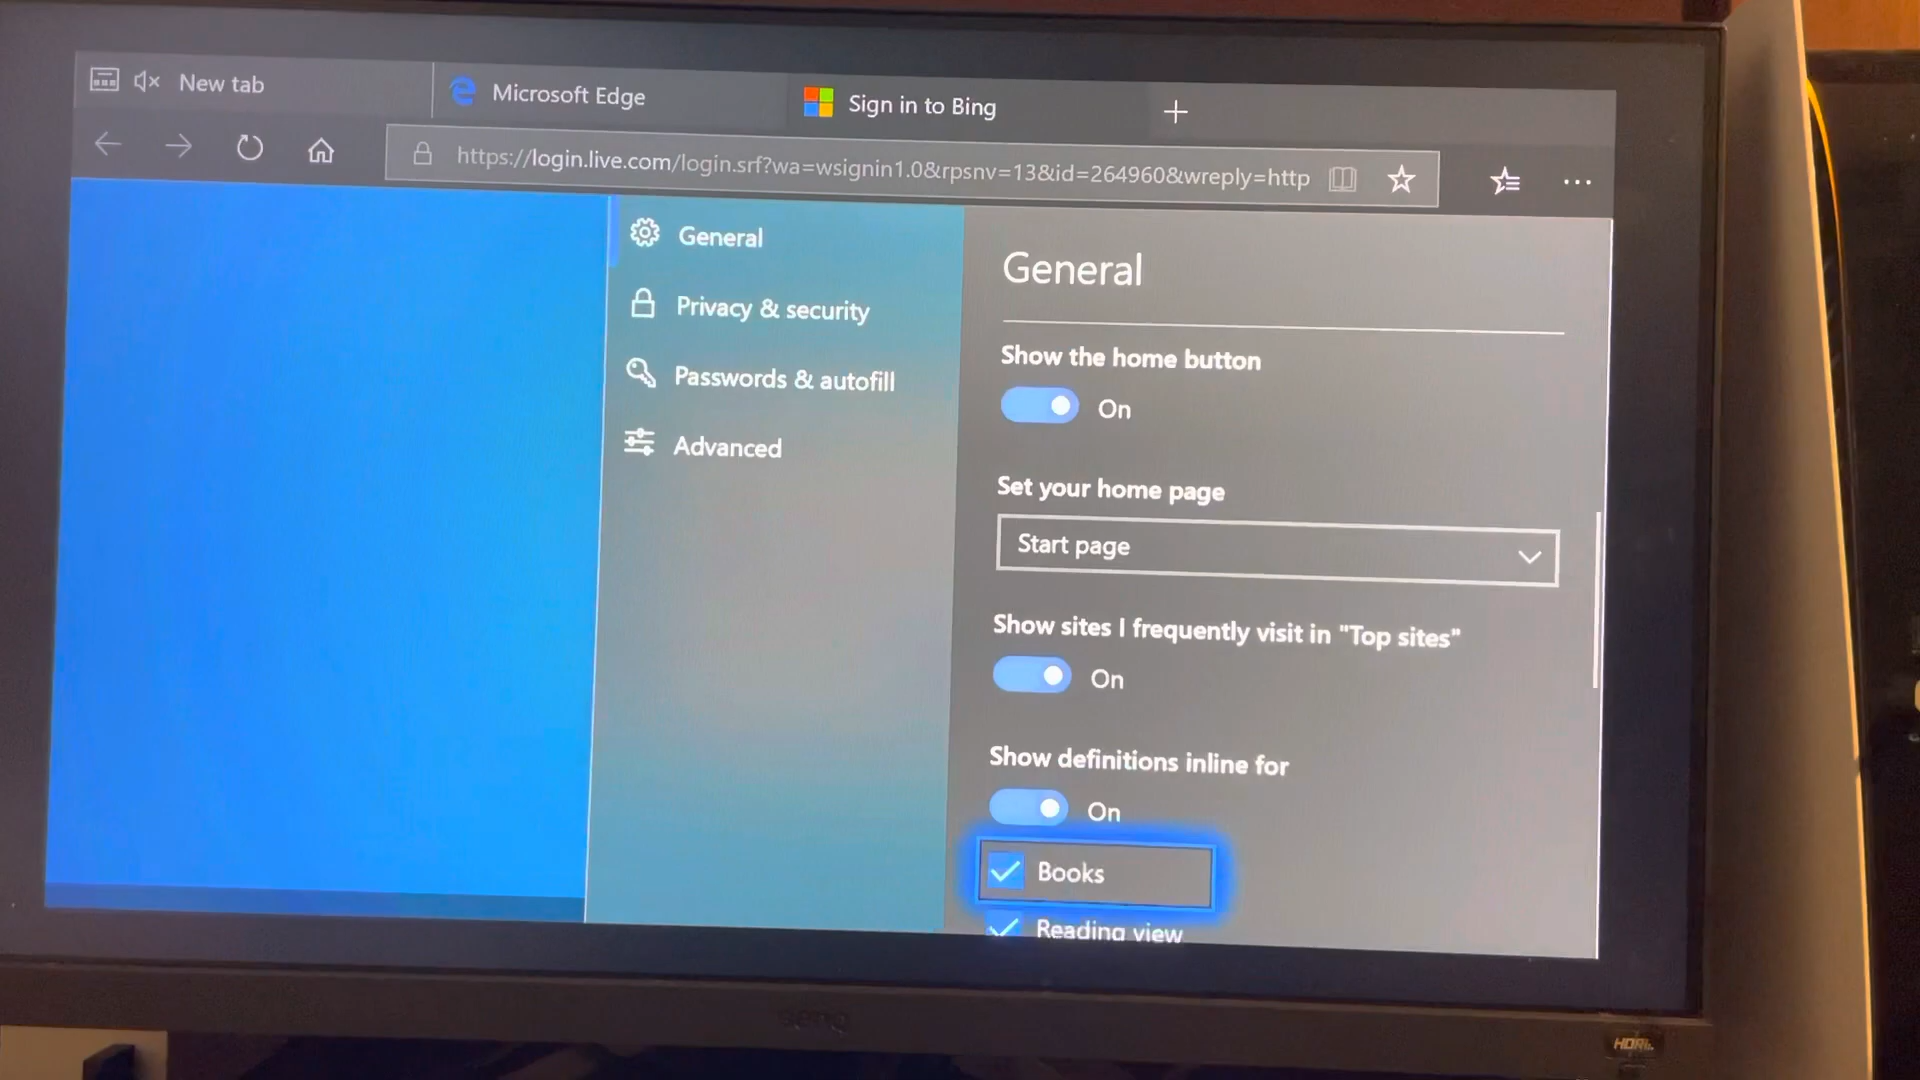 New tab
Microsoft Edge
Sign in to Bing
https://login.live.com/login.srf?wa=wsignin1.0&rpsnv=13&id=264960&wreply=http
General
Privacy & security
Passwords & autofill
Advanced
General
Show the home button
On
Set your home page
Start page
Show sites I frequently visit in "Top sites"
On
Show definitions inline for
On
Books
Reading view
BenQ
HDRi